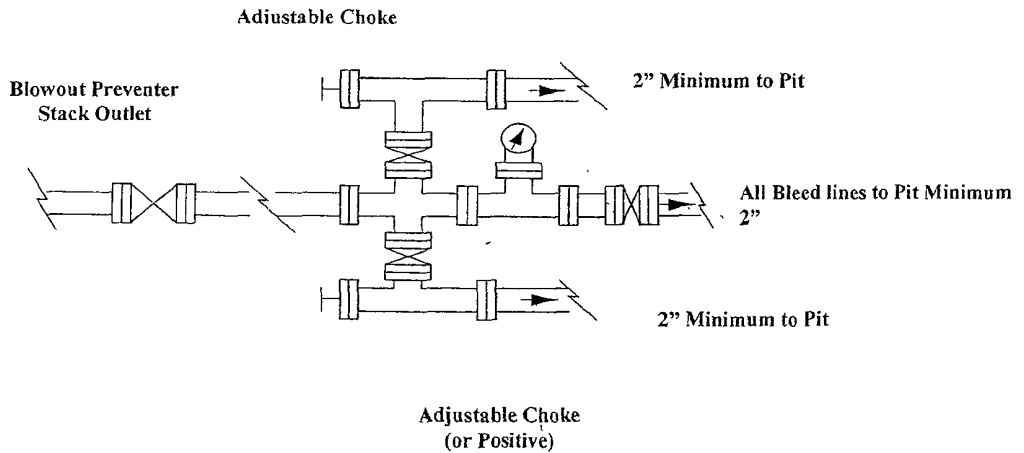 Adjustable Choke
Blowout Preventer
Stack Outlet
2” Minimum to Pit
All Bleed lines to Pit Minimum
2”
2” Minimum to Pit
Adjustable Choke
(or Positive)